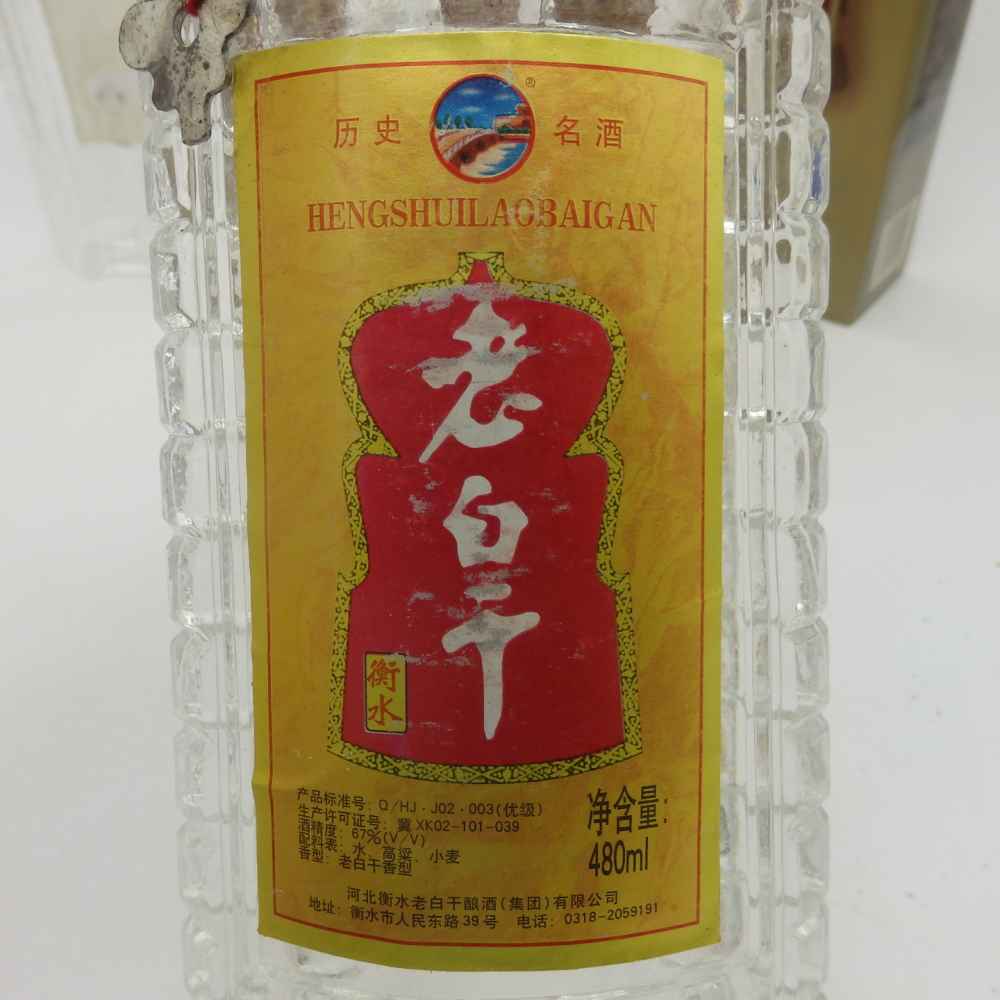 历史 名酒
HENGSHUILAOBAIGAN
老白干
衡水
产品标准号：Q/HJ·J02·003(优级)
生产许可证号：冀XK02-101-039
酒精度：67%(V/V)
配料表：水、高粱、小麦
香型：老白干香型
净含量：
480ml
河北衡水老白干酿酒(集团)有限公司
地址：衡水市人民东路39号 电话：0318-2059191